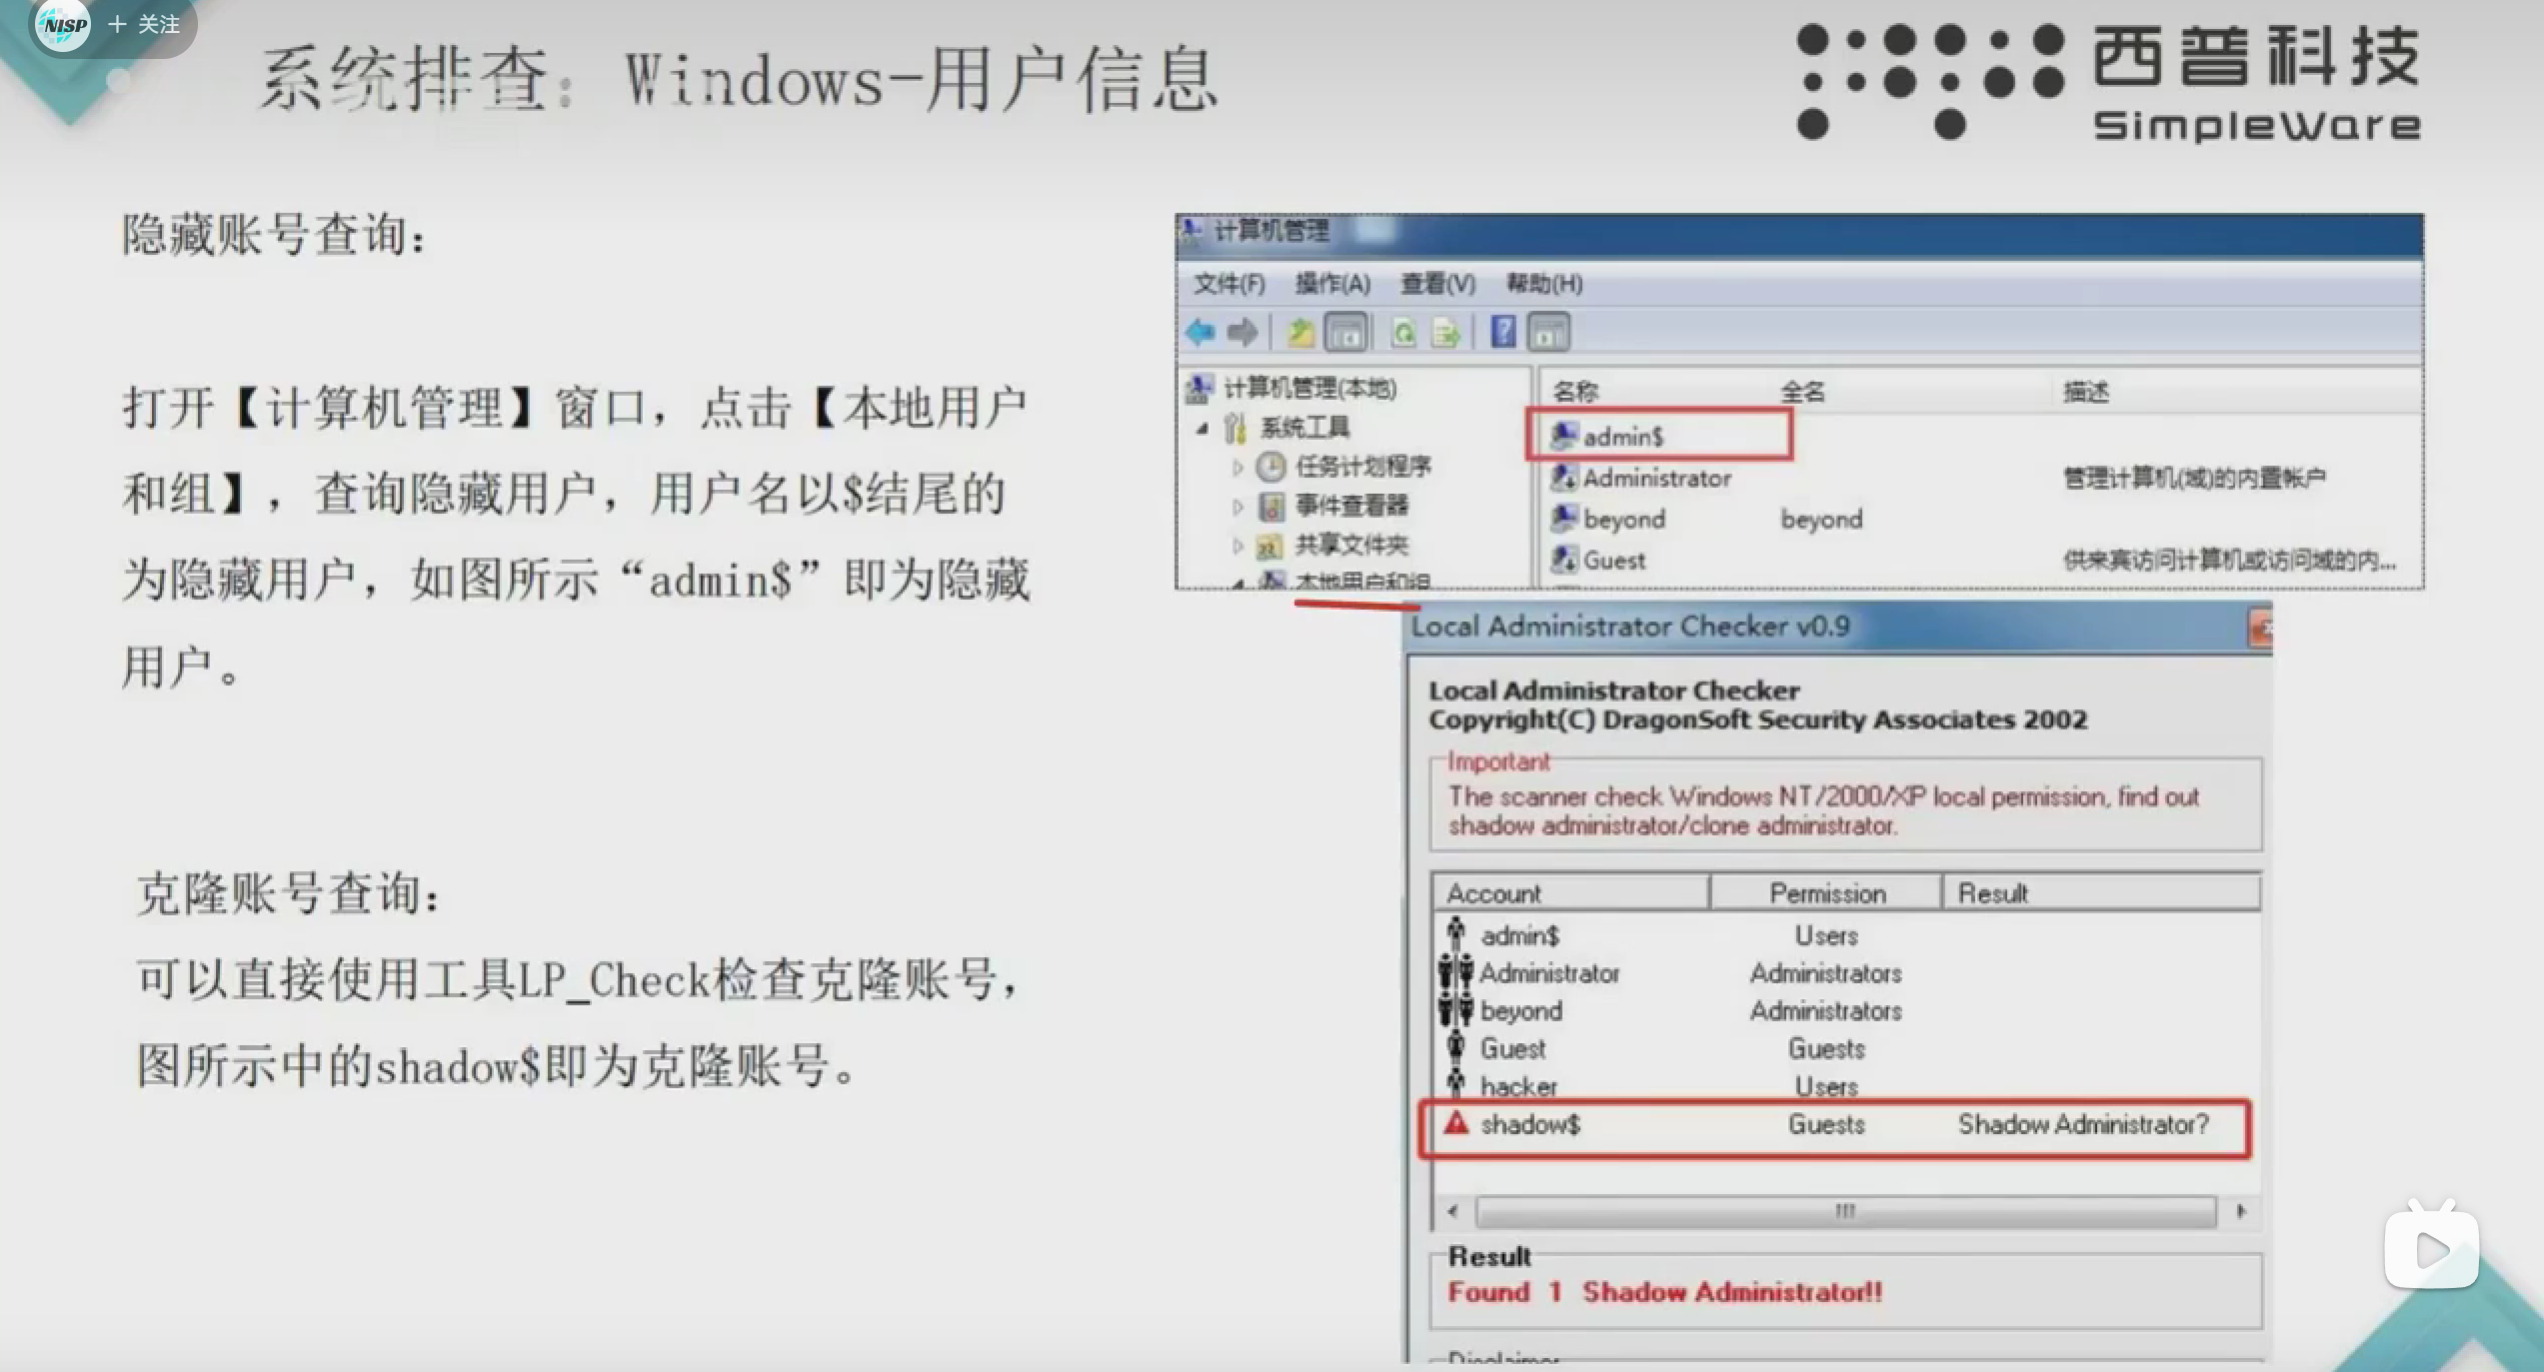 NISP
+ 关注
系统排查：Windows-用户信息
西普科技
SimpleWare
隐藏账号查询：
打开【计算机管理】窗口，点击【本地用户
和组】，查询隐藏用户，用户名以$结尾的
为隐藏用户，如图所示“admin$”即为隐藏
用户。
克隆账号查询：
可以直接使用工具LP_Check检查克隆账号，
图所示中的shadow$即为克隆账号。
计算机管理
文件(F) 操作(A) 查看(V) 帮助(H)
计算机管理(本地)
系统工具
任务计划程序
事件查看器
共享文件夹
本地用户和组
名称 全名 描述
admin$
Administrator 管理计算机(域)的内置帐户
beyond beyond
Guest 供来宾访问计算机或访问域的内...
Local Administrator Checker v0.9
Local Administrator Checker
Copyright(C) DragonSoft Security Associates 2002
Important
The scanner check Windows NT/2000/XP local permission, find out
shadow administrator/clone administrator.
Account Permission Result
admin$ Users
Administrator Administrators
beyond Administrators
Guest Guests
hacker Users
shadow$ Guests Shadow Administrator?
Result
Found 1 Shadow Administrator!!
Disclaimer